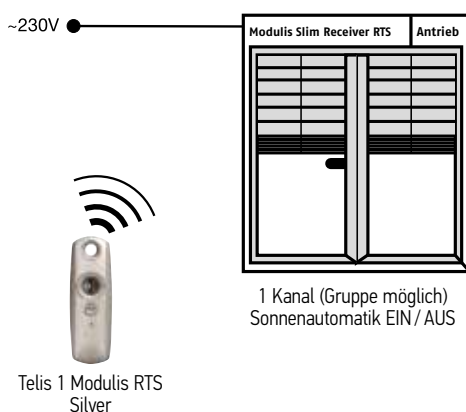 ~230V
Modulis Slim Receiver RTS
Antrieb
1 Kanal (Gruppe möglich)
Sonnenautomatik EIN / AUS
Telis 1 Modulis RTS
Silver